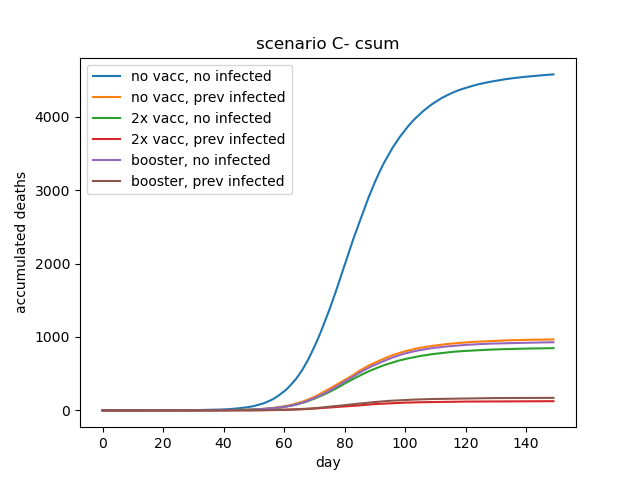 scenario C- csum
no vacc, no infected
no vacc, prev infected
2x vacc, no infected
2x vacc, prev infected
booster, no infected
booster, prev infected
accumulated deaths
4000
3000
2000
1000
0
0 20 40 60 80 100 120 140
day